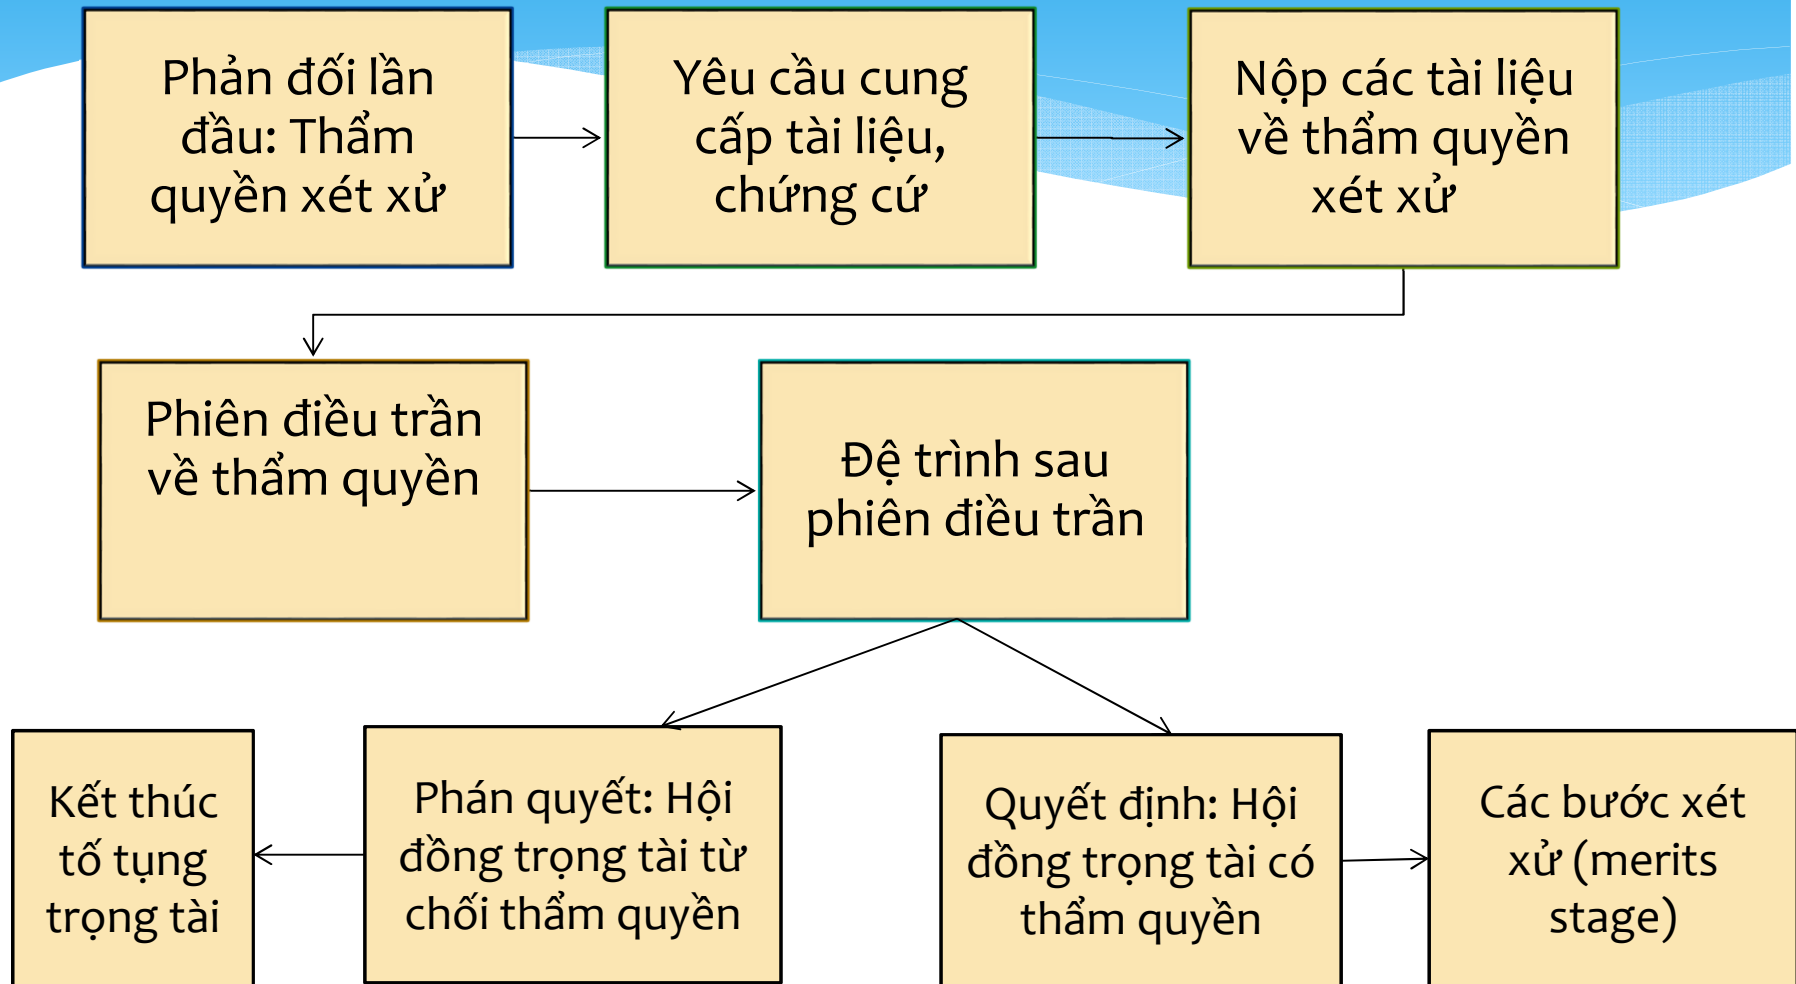 Phản đối lần
đầu: Thẩm
quyền xét xử
Yêu cầu cung
cấp tài liệu,
chứng cứ
Nộp các tài liệu
về thẩm quyền
xét xử
Phiên điều trần
về thẩm quyền
Đệ trình sau
phiên điều trần
Kết thúc
tố tụng
trọng tài
Phán quyết: Hội
đồng trọng tài từ
chối thẩm quyền
Quyết định: Hội
đồng trọng tài có
thẩm quyền
Các bước xét
xử (merits
stage)